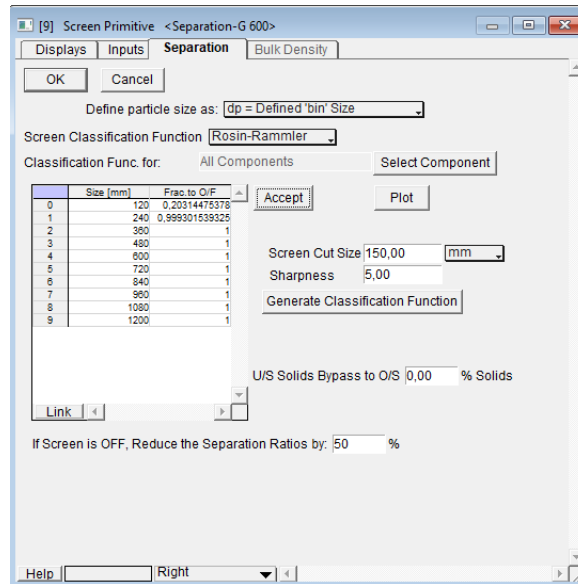 [9] Screen Primitive <Separation-G 600>
Displays Inputs Separation Bulk Density
OK Cancel
Define particle size as: dp = Defined 'bin' Size
Screen Classification Function Rosin-Rammler
Classification Func. for: All Components Select Component
Size [mm] Frac.to O/F
0 120 0,20314475378
1 240 0,999301539325
2 360 1
3 480 1
4 600 1
5 720 1
6 840 1
7 960 1
8 1080 1
9 1200 1
Link
Accept Plot
Screen Cut Size 150,00 mm
Sharpness 5,00
Generate Classification Function
U/S Solids Bypass to O/S 0,00 % Solids
If Screen is OFF, Reduce the Separation Ratios by: 50 %
Help Right